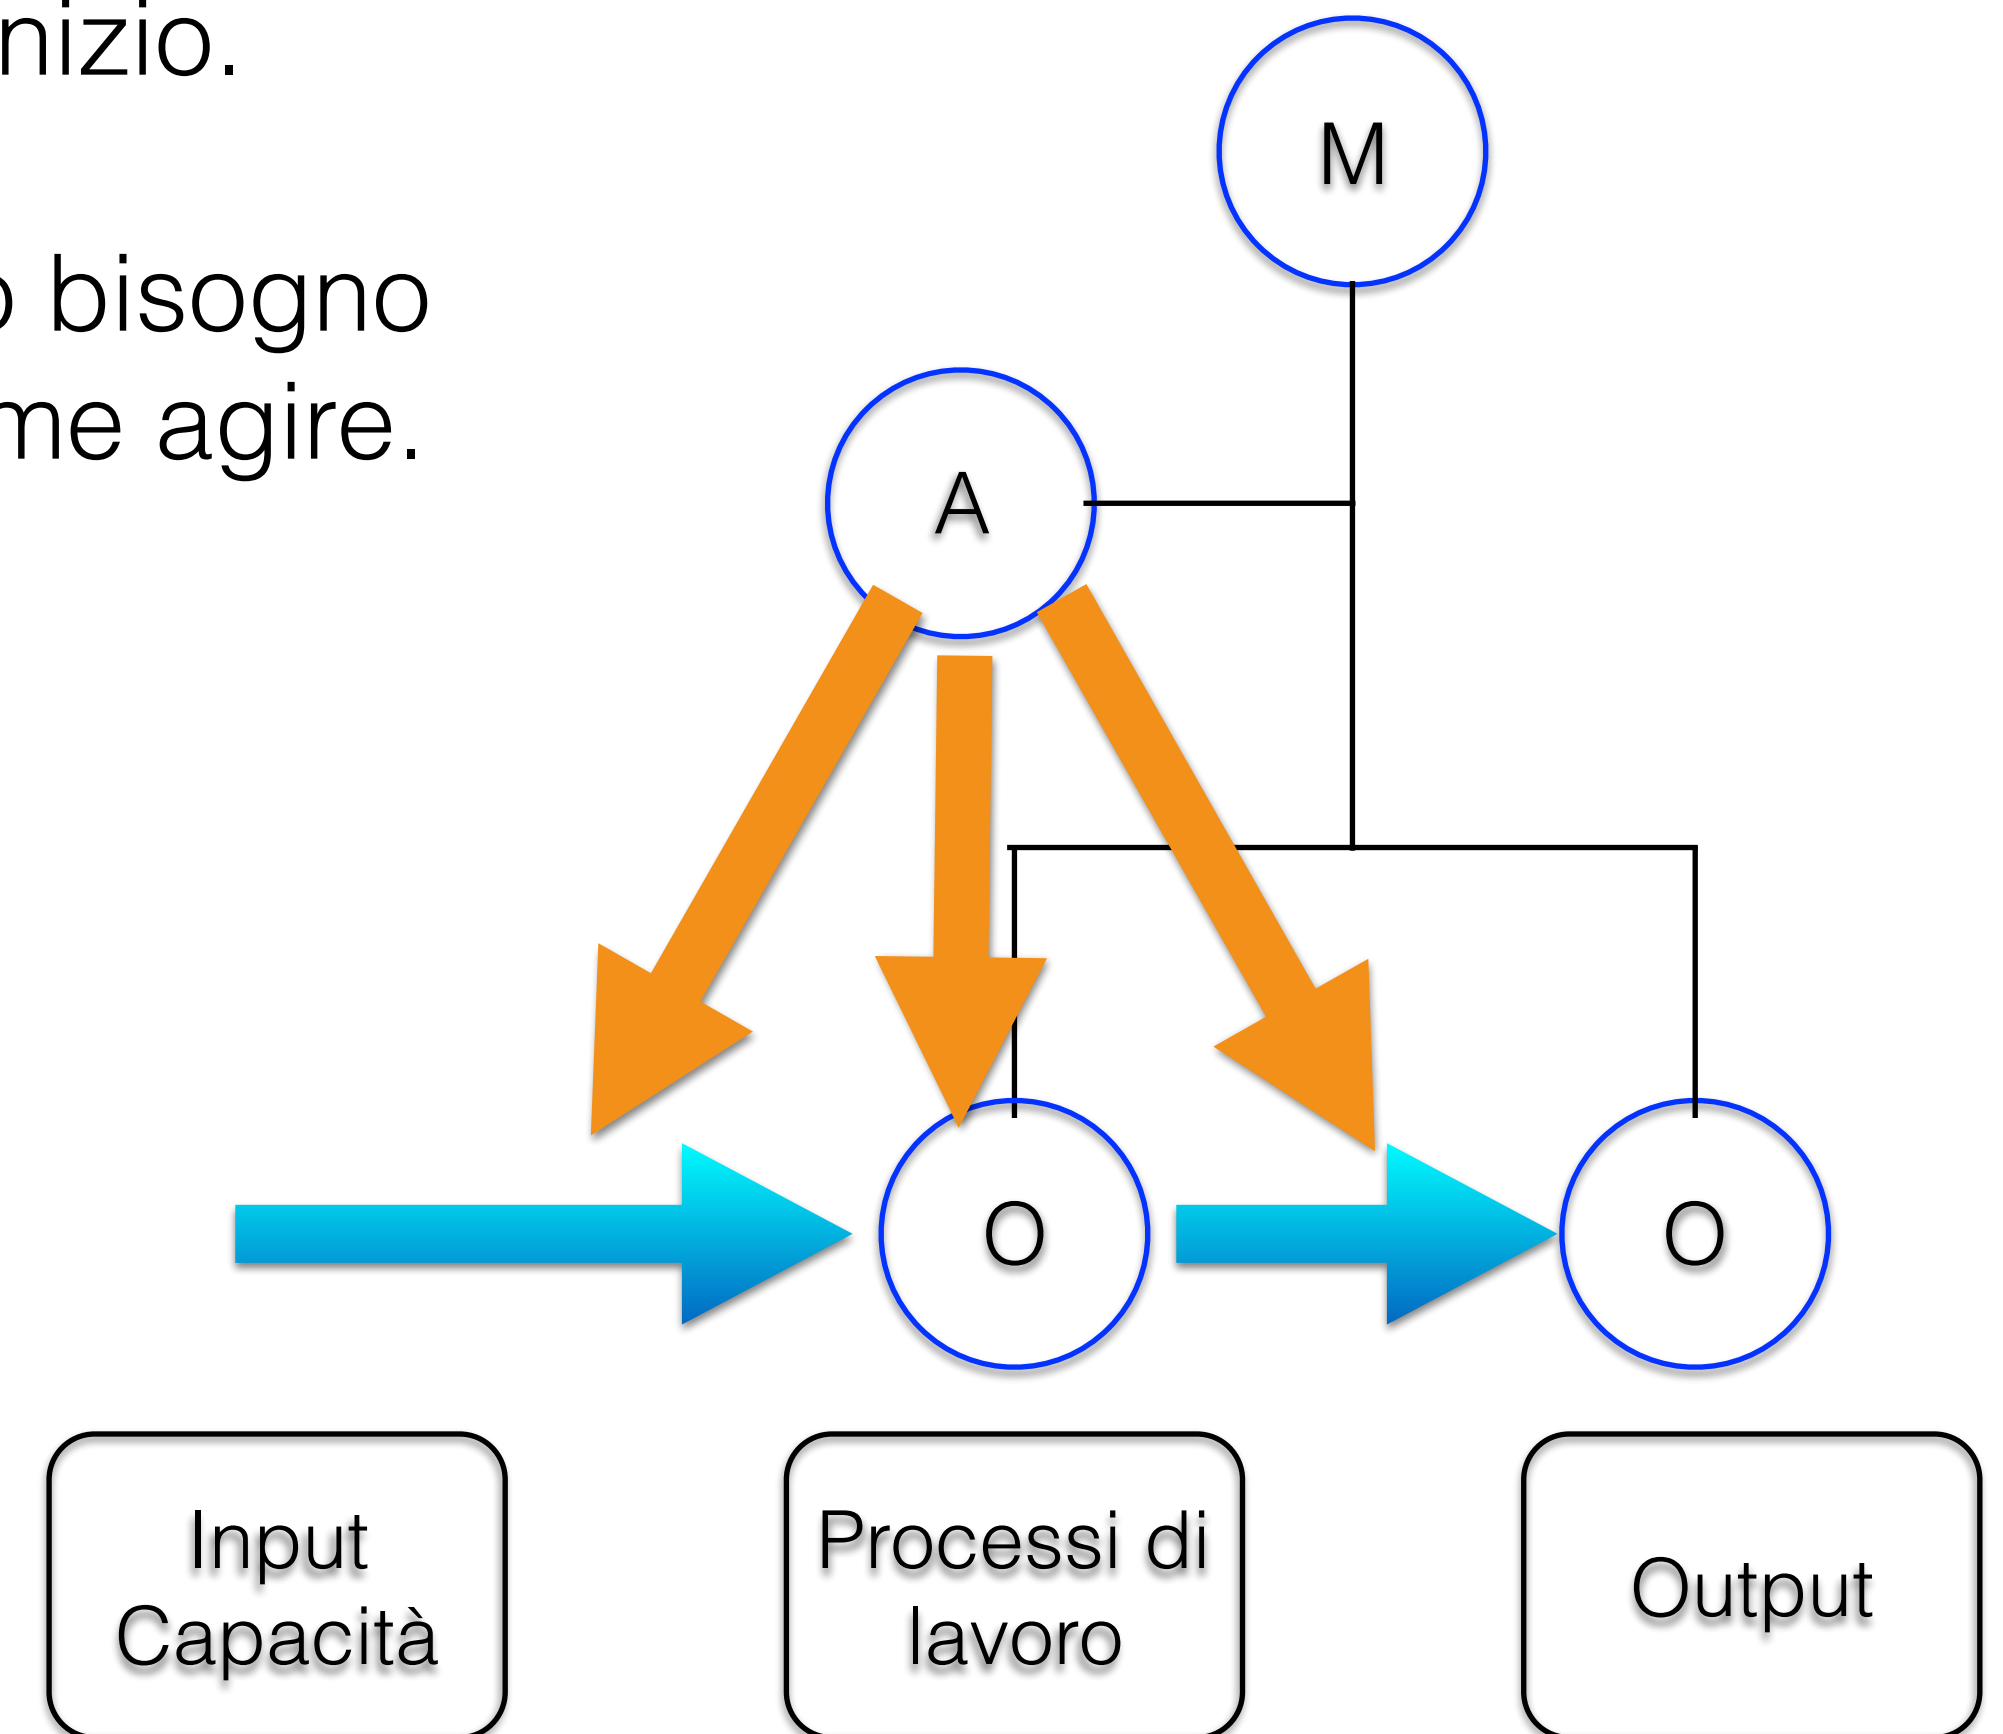 nizio.
o bisogno
me agire.
M
A
O
O
Input
Capacità
Processi di
lavoro
Output